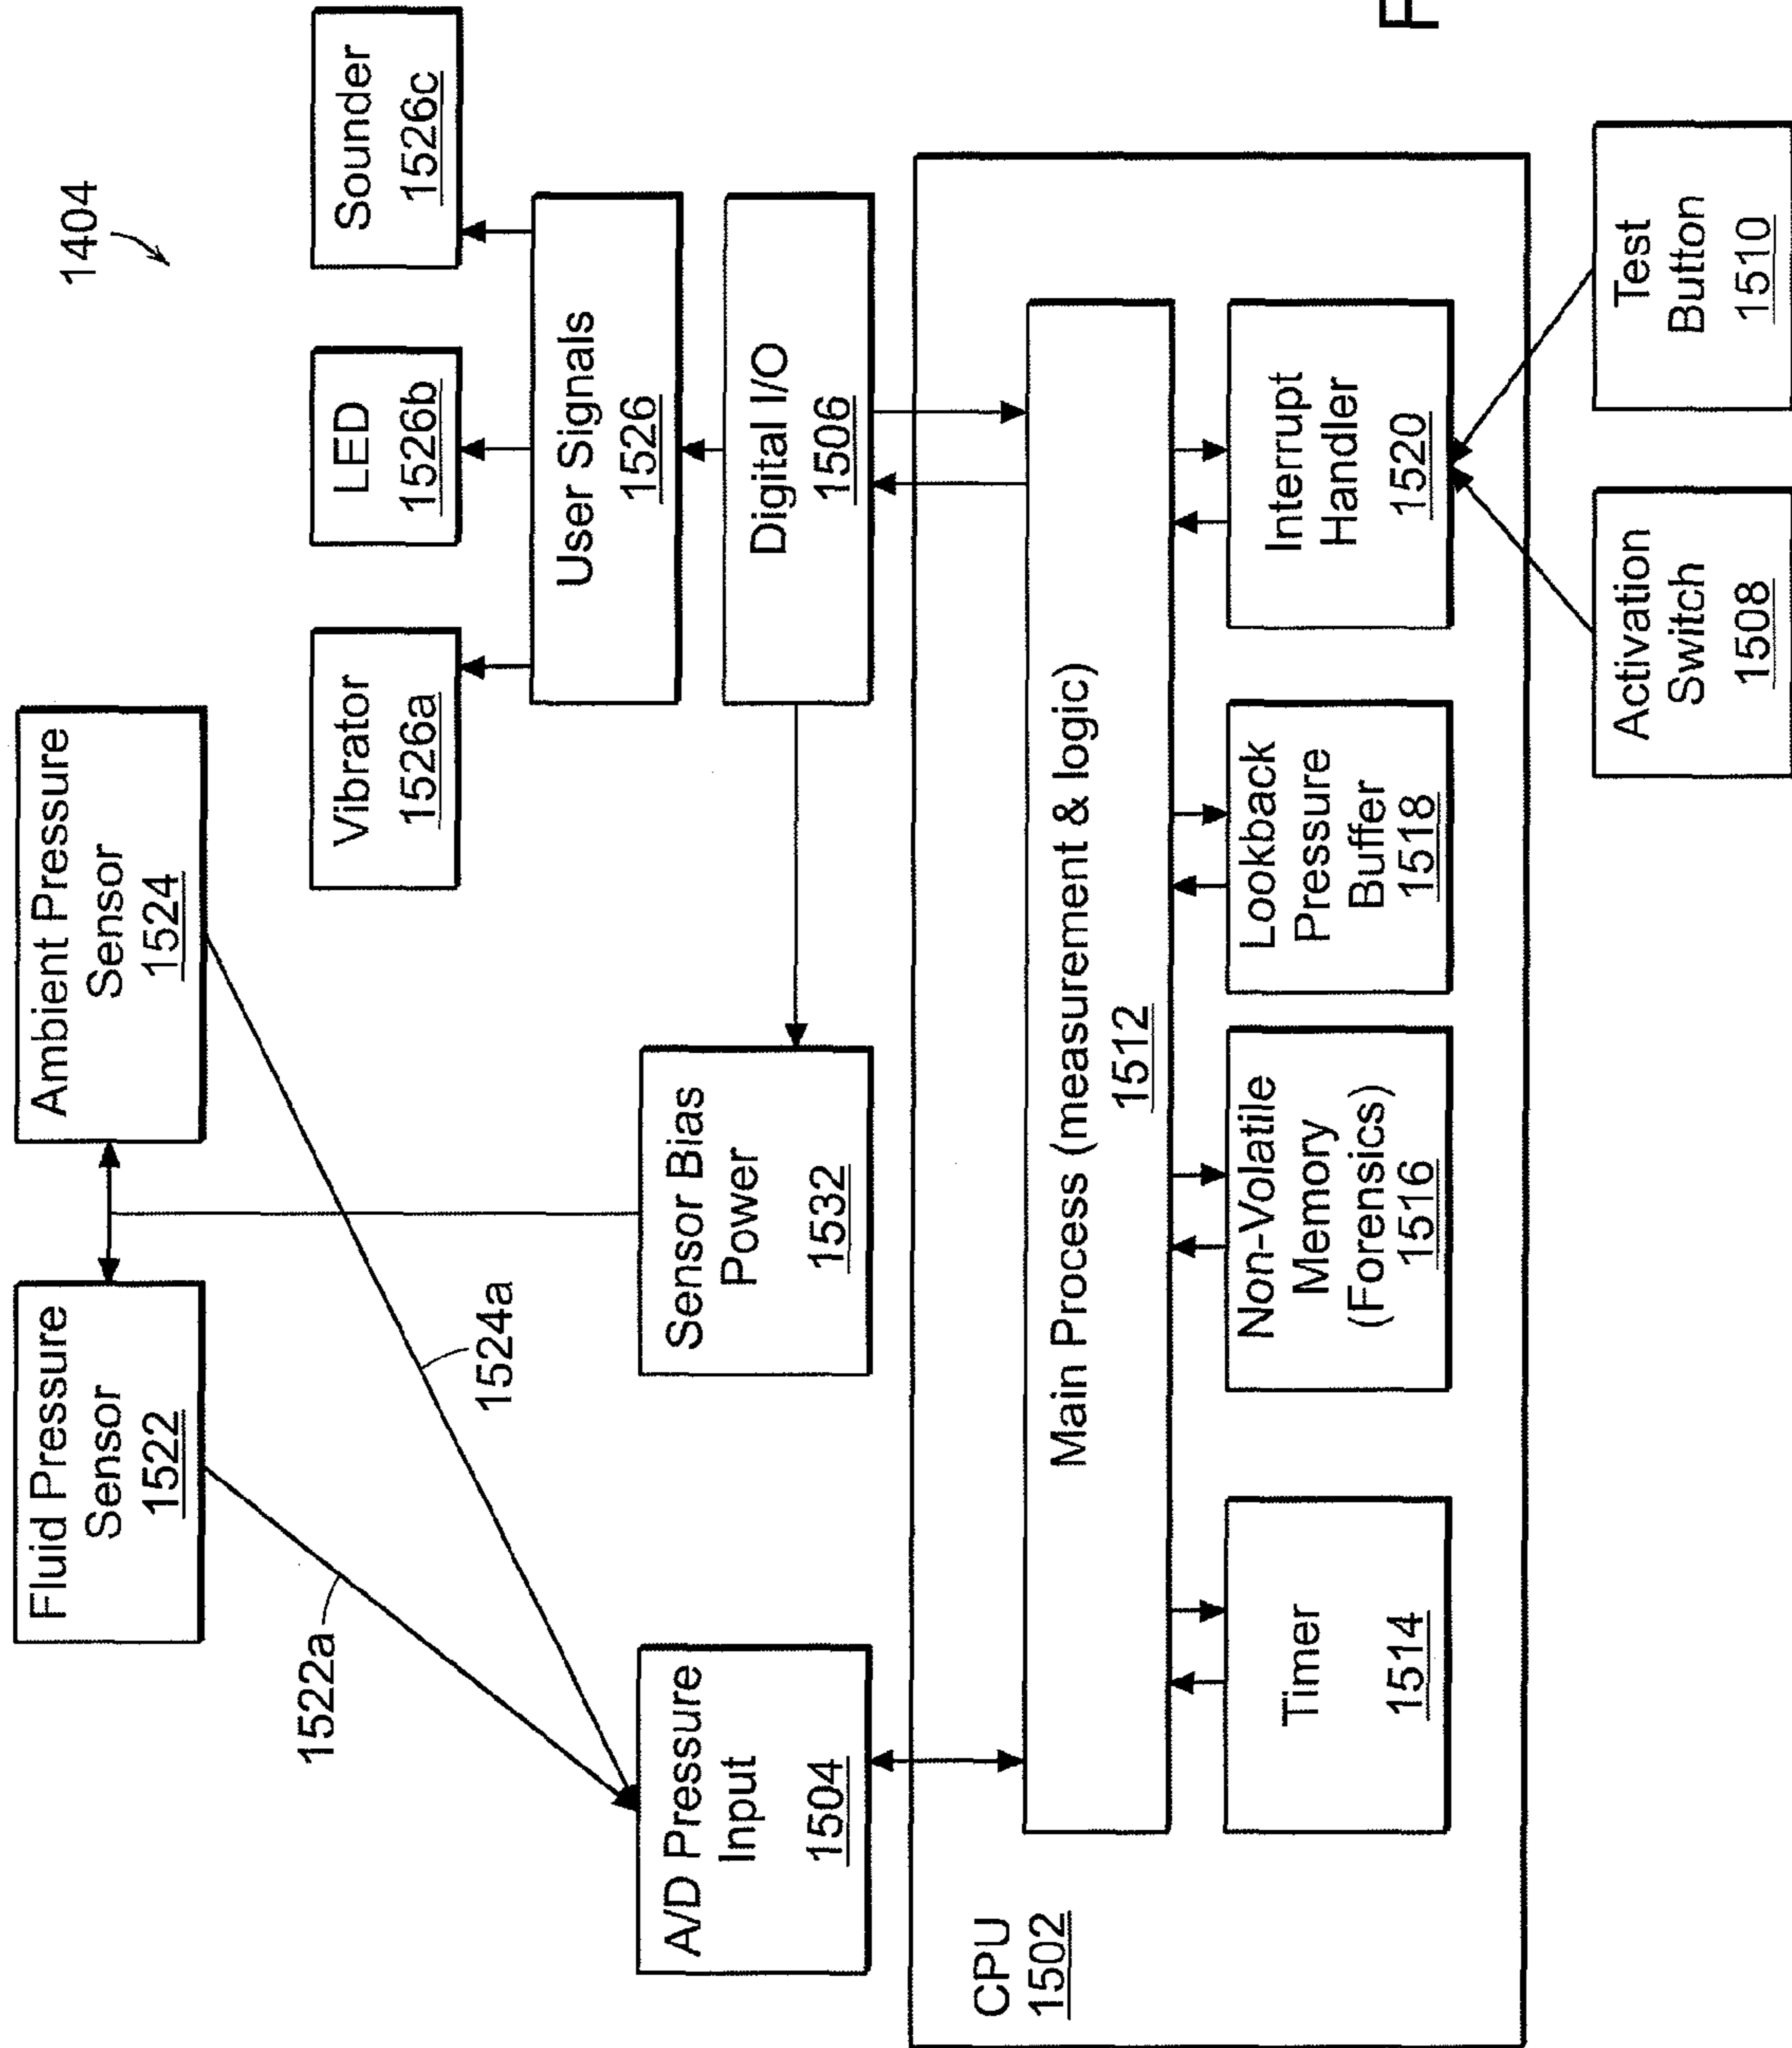 1404
Fluid Pressure
Sensor
1522
Ambient Pressure
Sensor
1524
1522a
1524a
Vibrator
1526a
LED
1526b
Sounder
1526c
User Signals
1526
A/D Pressure
Input
1504
Sensor Bias
Power
1532
Digital I/O
1506
CPU
1502
Main Process (measurement & logic)
1512
Timer
1514
Non-Volatile
Memory
(Forensics)
1516
Lookback
Pressure
Buffer
1518
Interrupt
Handler
1520
Activation
Switch
1508
Test
Button
1510